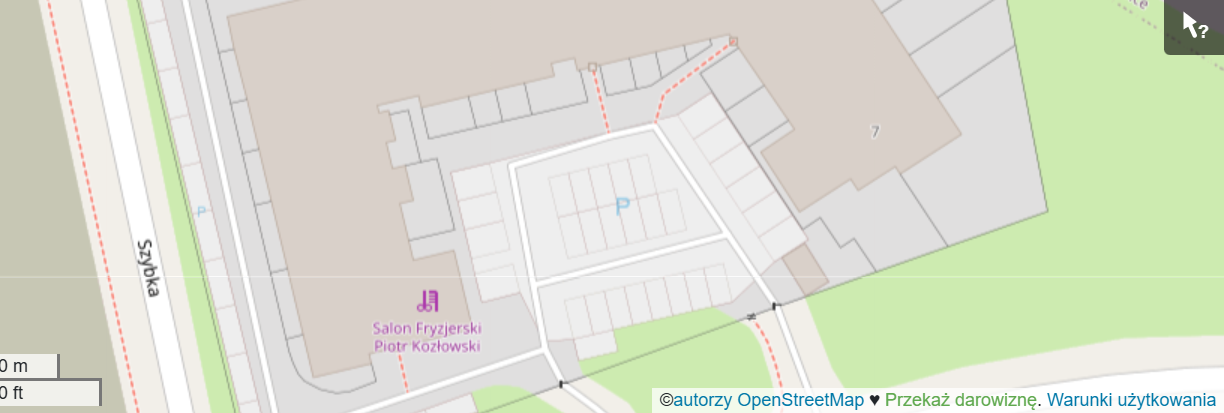 7
P
P
Szybka
Salon Fryzjerski
Piotr Kozłowski
0 m
0 ft
©autorzy OpenStreetMap ♥ Przekaż darowiznę. Warunki użytkowania